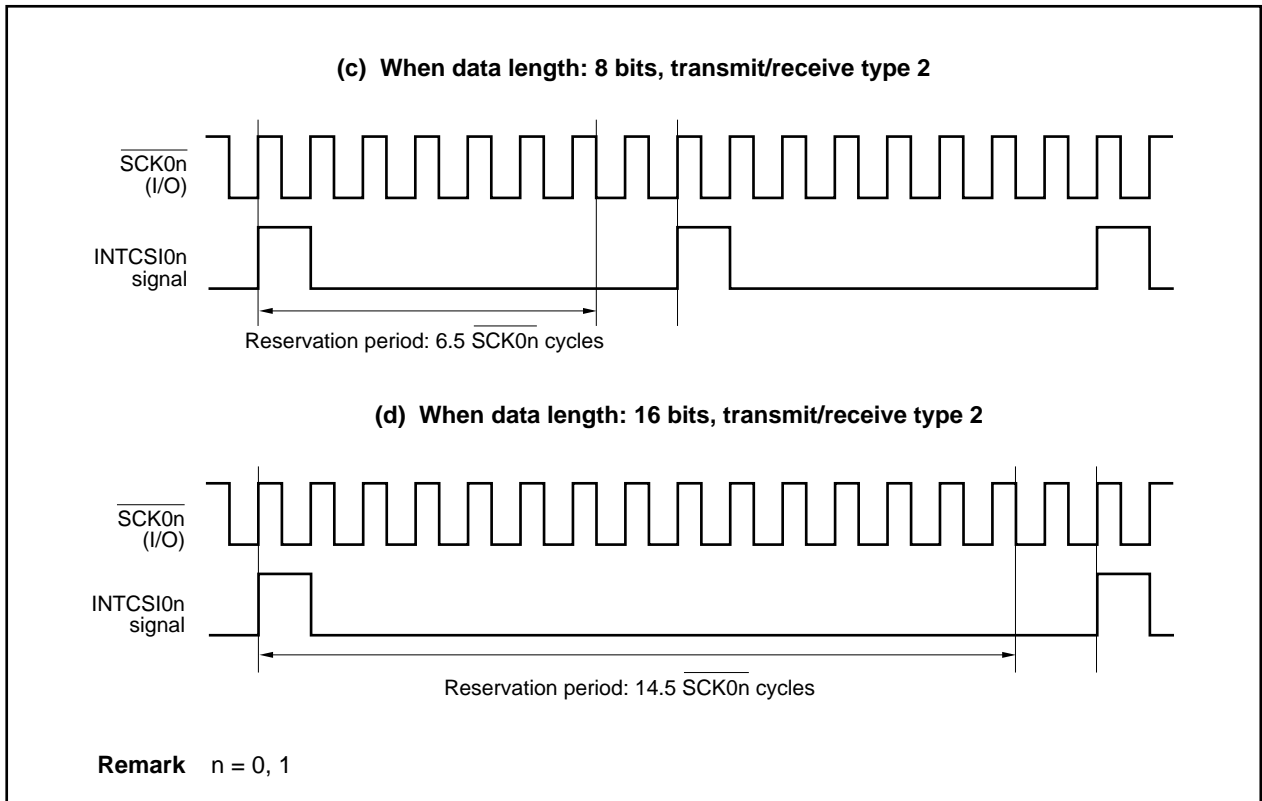 (c) When data length: 8 bits, transmit/receive type 2
SCK0n
(I/O)
INTCSI0n
signal
Reservation period: 6.5 SCK0n cycles
(d) When data length: 16 bits, transmit/receive type 2
SCK0n
(I/O)
INTCSI0n
signal
Reservation period: 14.5 SCK0n cycles
Remark n = 0, 1